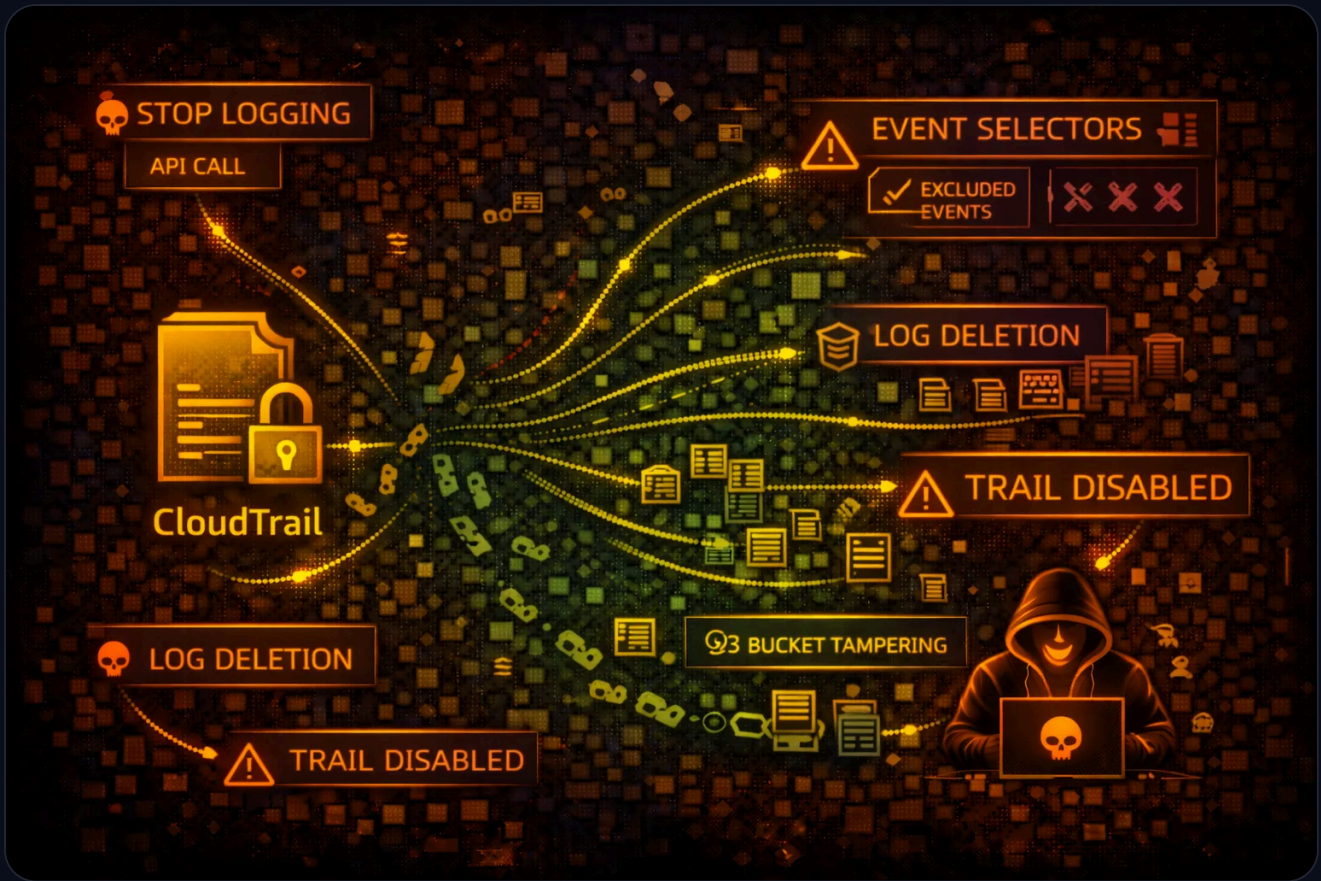 STOP LOGGING
API CALL
EVENT SELECTORS
EXCLUDED
EVENTS
LOG DELETION
CloudTrail
TRAIL DISABLED
3 BUCKET TAMPERING
LOG DELETION
TRAIL DISABLED